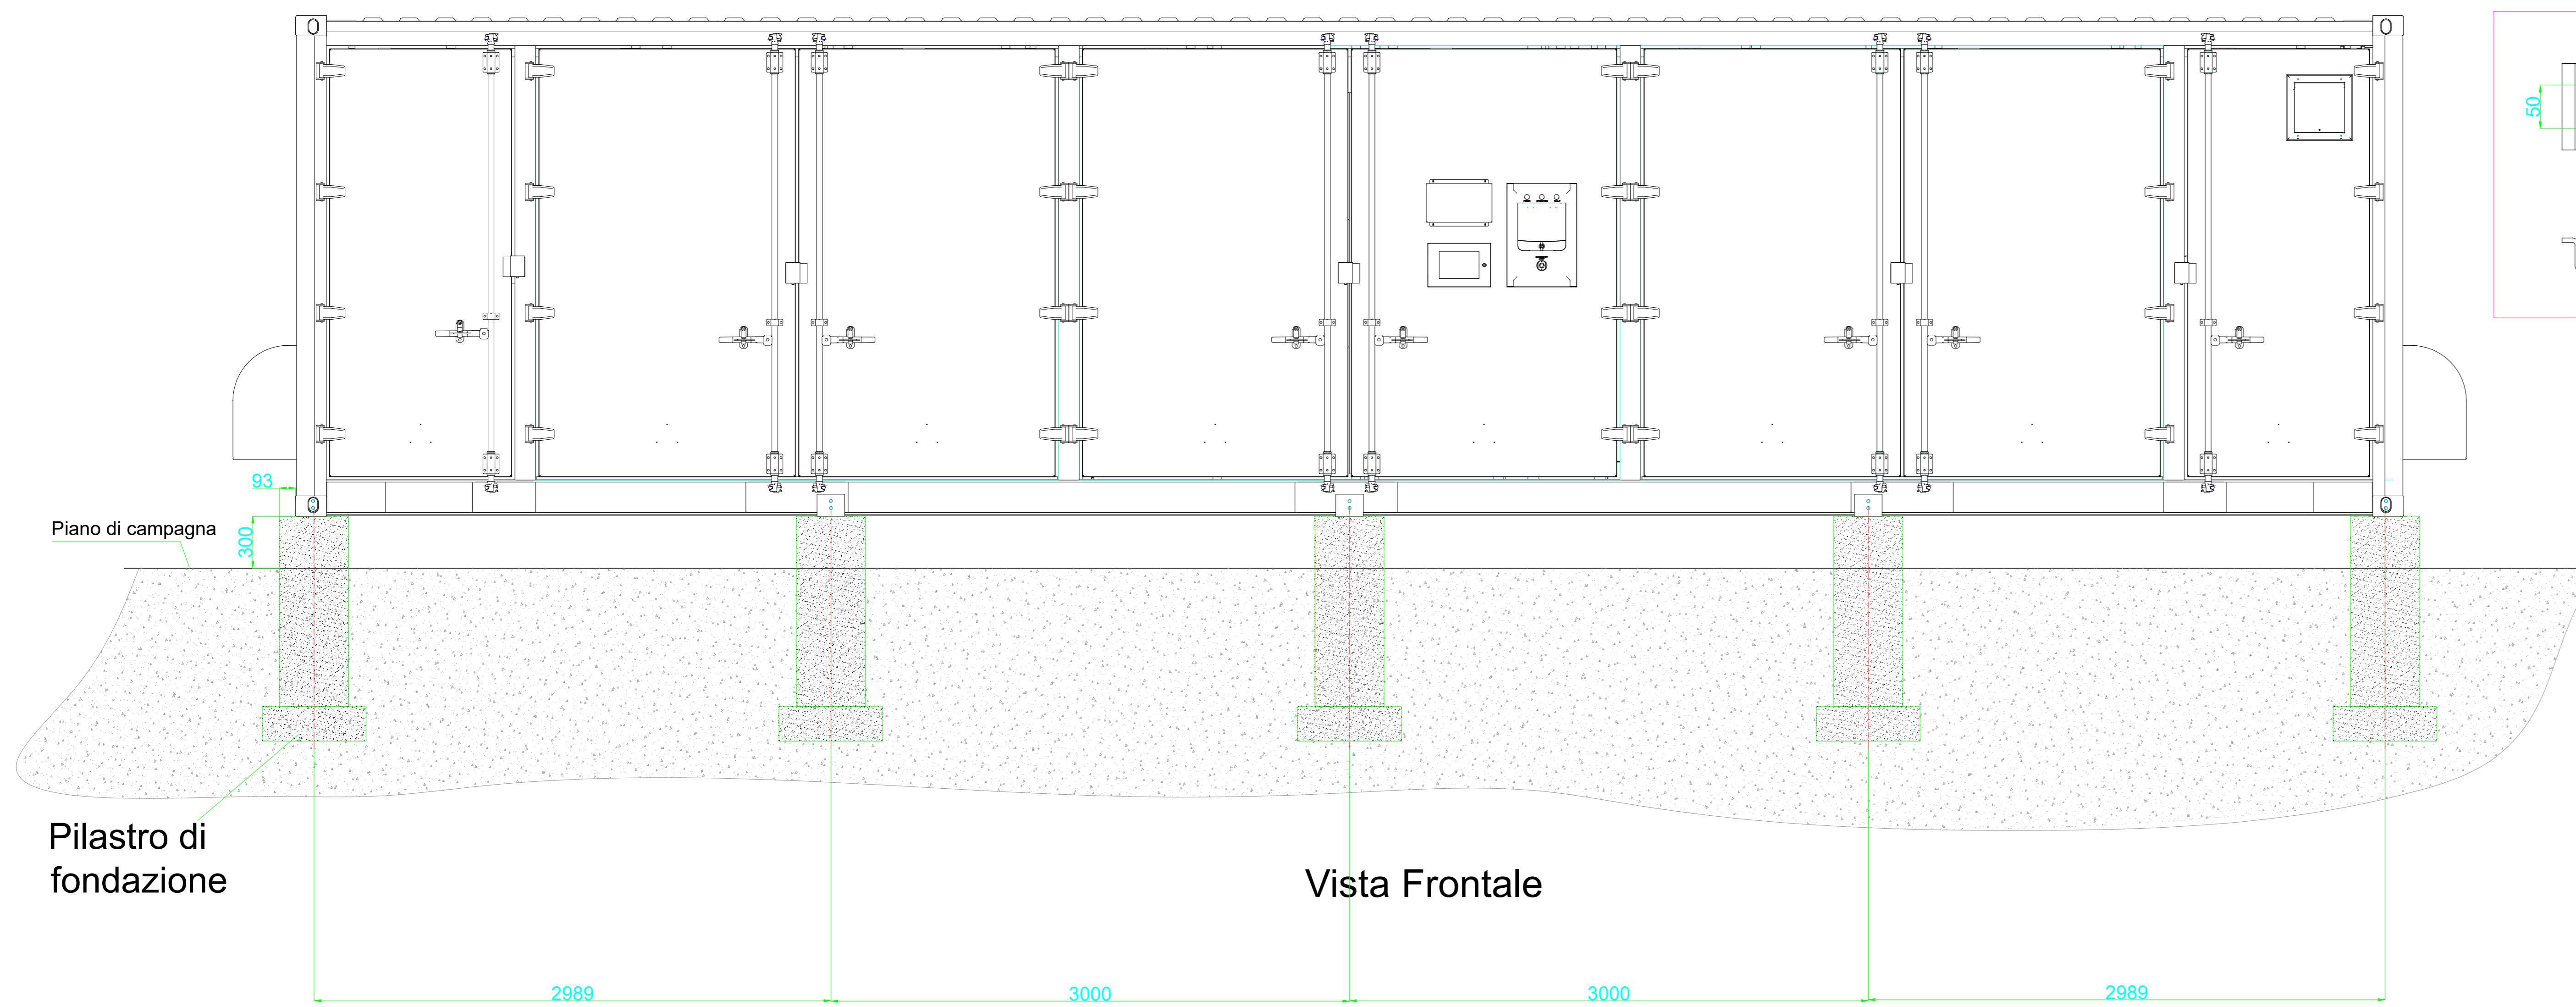 50
93
Piano di campagna
300
Pilastro di
fondazione
Vista Frontale
2989
3000
3000
2989